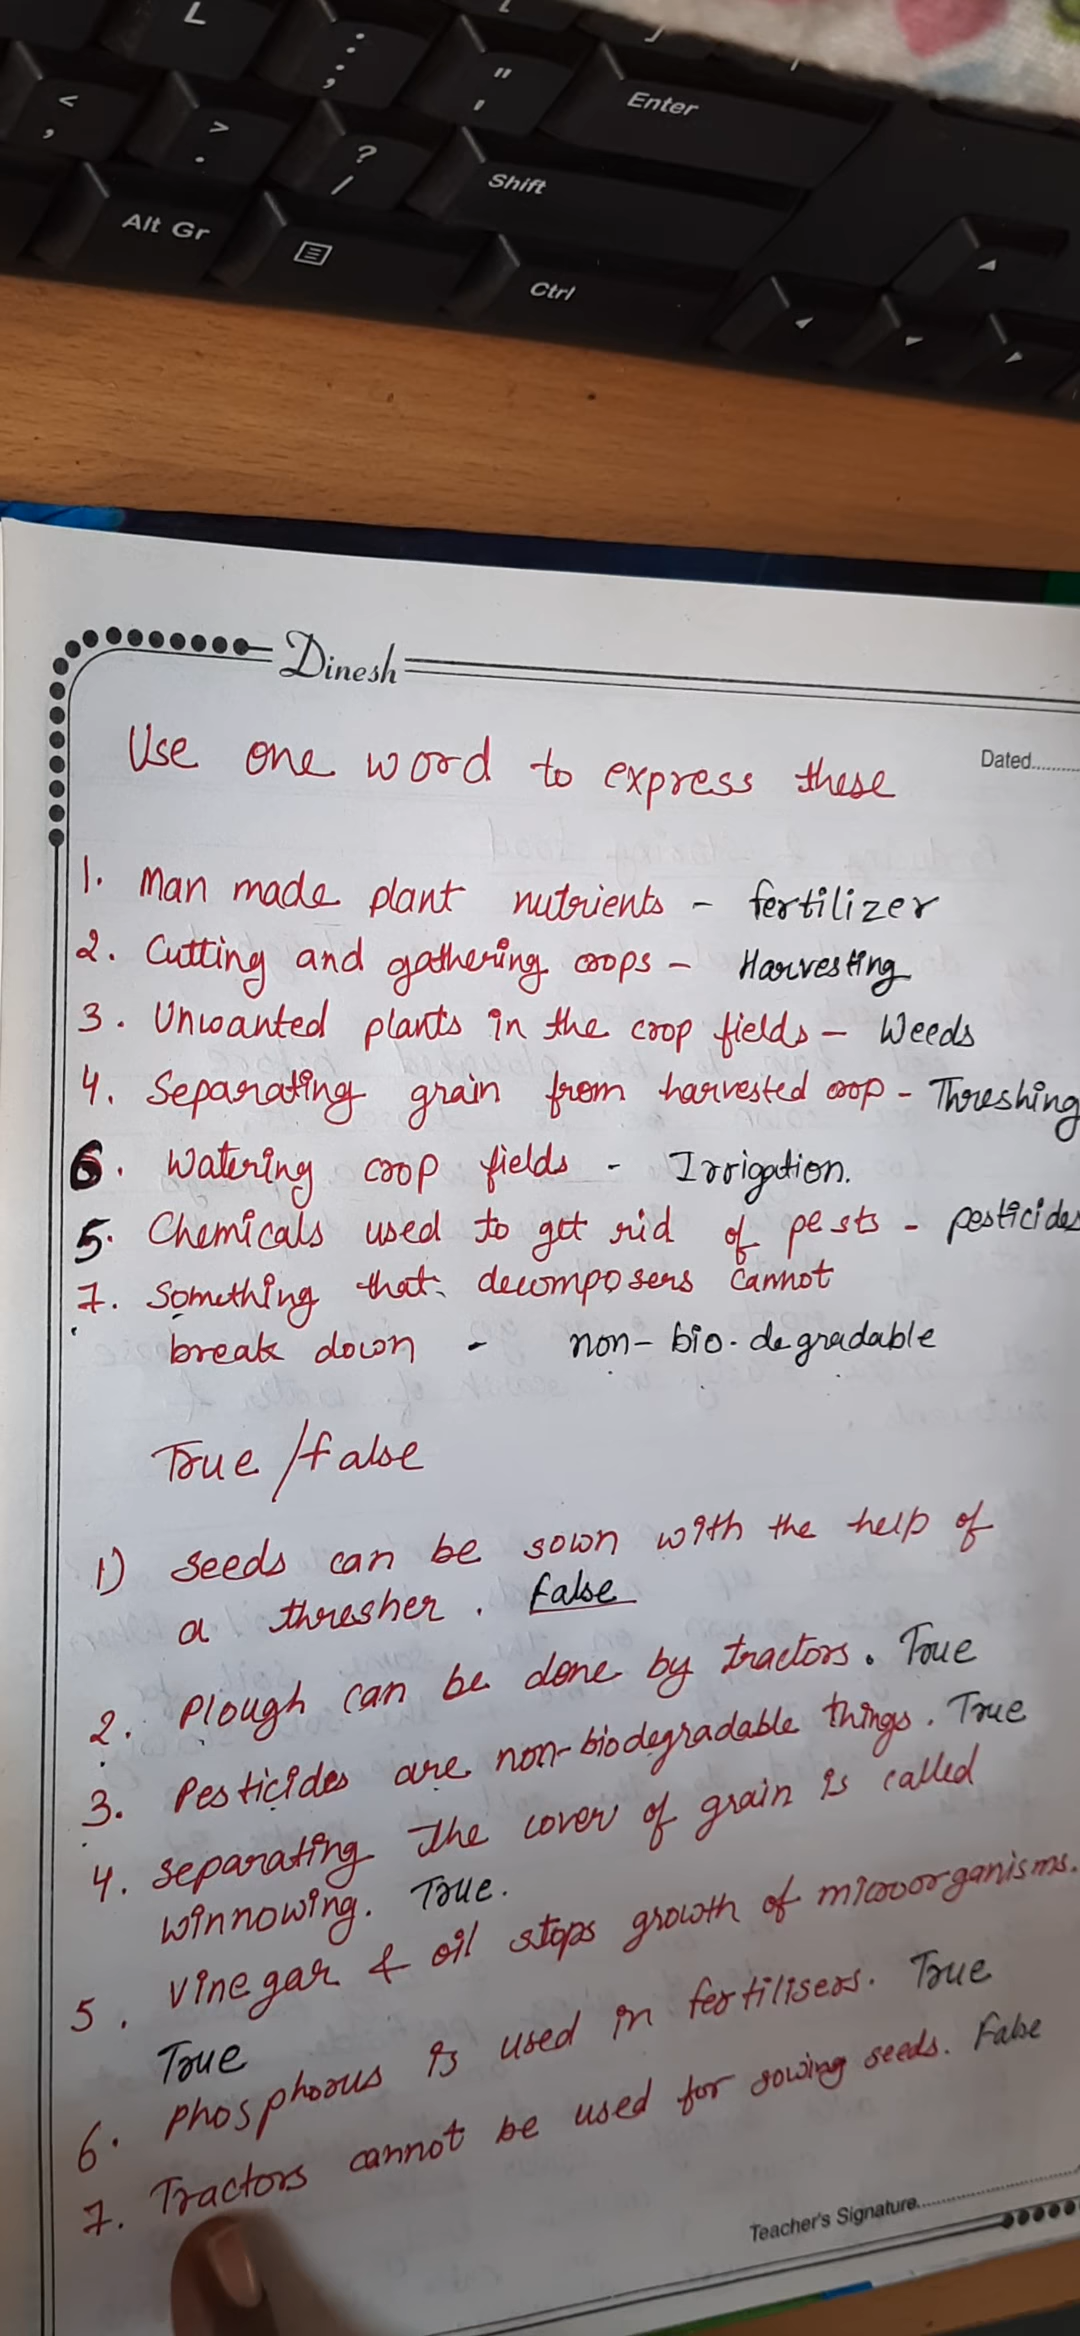 L
:
;
"
'
Enter
<
,
>
.
?
/
Shift
Alt Gr
Ctrl
Dinesh
Dated..........
Use one word to express these
1. Man made plant nutrients - fertilizer
2. Cutting and gathering crops - Harvesting
3. Unwanted plants in the crop fields - Weeds
4. Separating grain from harvested crop - Threshing
6. Watering crop fields - Irrigation.
5. Chemicals used to get rid of pests - pesticides
7. Something that decomposers cannot
break down - non-bio-degradable
True/false
1) Seeds can be sown with the help of
a thresher. false
2. Plough can be done by tractors. True
3. Pesticides are non-biodegradable things. True
4. Separating the cover of grain is called
winnowing. True.
5. Vinegar & oil stops growth of microorganisms.
True
6. Phosphorus is used in fertilisers. True
7. Tractors cannot be used for sowing seeds. False
Teacher's Signature....................